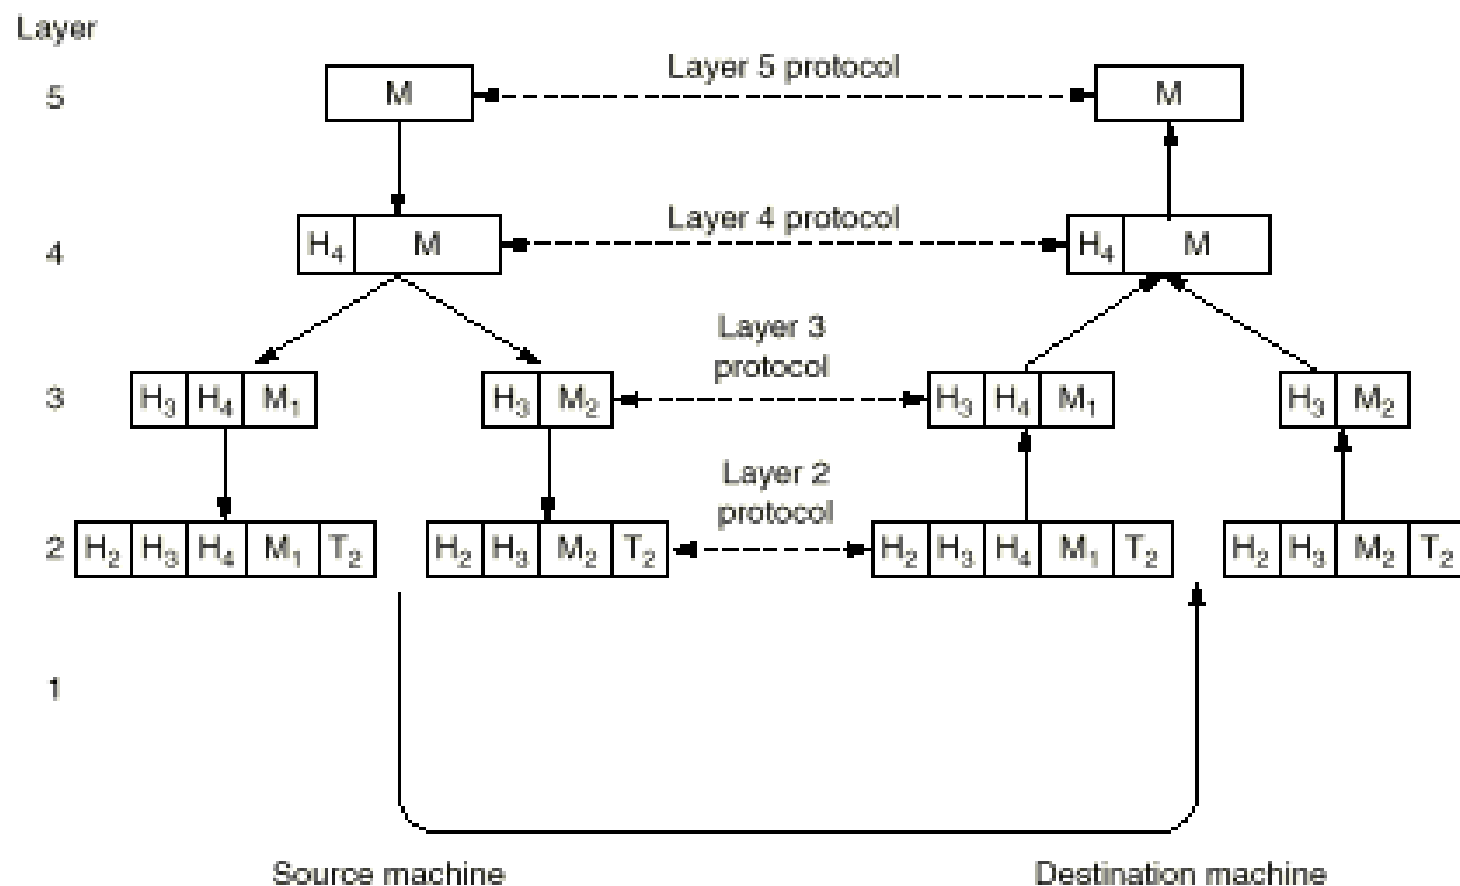 Layer
5
M
Layer 5 protocol
M
4
H4 M
Layer 4 protocol
H4 M
3
H3 H4 M1
H3 M2
Layer 3
protocol
H3 H4 M1
H3 M2
2
H2 H3 H4 M1 T2
H2 H3 M2 T2
Layer 2
protocol
H2 H3 H4 M1 T2
H2 H3 M2 T2
1
Source machine
Destination machine